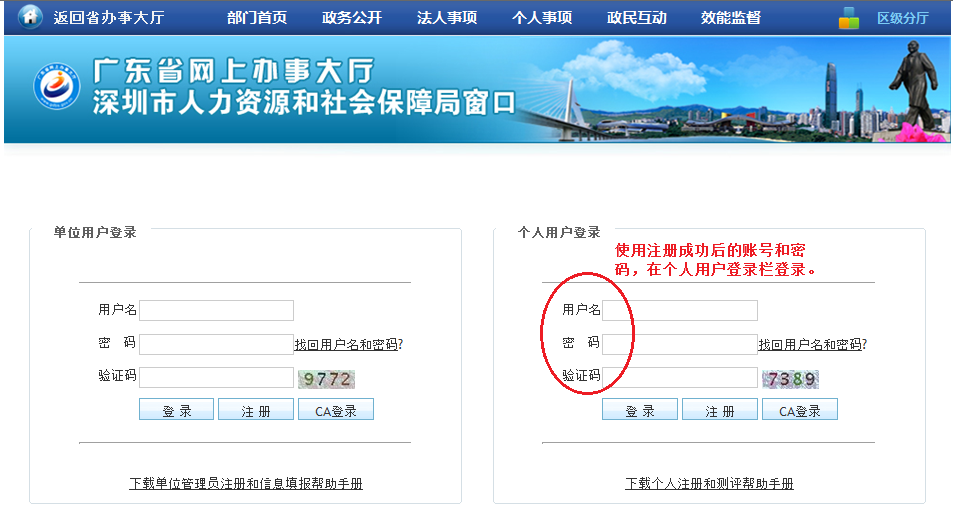 返回省办事大厅 部门首页 政务公开 法人事项 个人事项 政民互动 效能监督 区级分厅
广东省网上办事大厅
深圳市人力资源和社会保障局窗口
单位用户登录
用户名
密 码 找回用户名和密码?
验证码 9772
登 录 注 册 CA登录
下载单位管理员注册和信息填报帮助手册
个人用户登录
使用注册成功后的账号和密
码，在个人用户登录栏登录。
用户名
密 码 找回用户名和密码?
验证码 7389
登 录 注 册 CA登录
下载个人注册和测评帮助手册